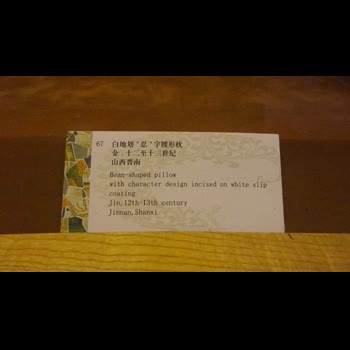 67 白地划“忍”字腰形枕
金 十二至十三世纪
山西晋南
Bean-shaped pillow
with character design incised on white slip
coating
Jin,12th-13th century
Jinnan,Shanxi